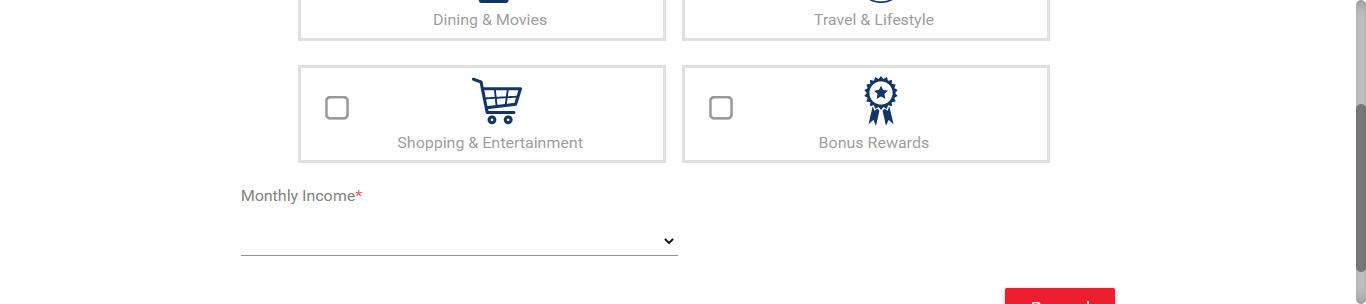 Dining & Movies
Travel & Lifestyle
Shopping & Entertainment
Bonus Rewards
Monthly Income*